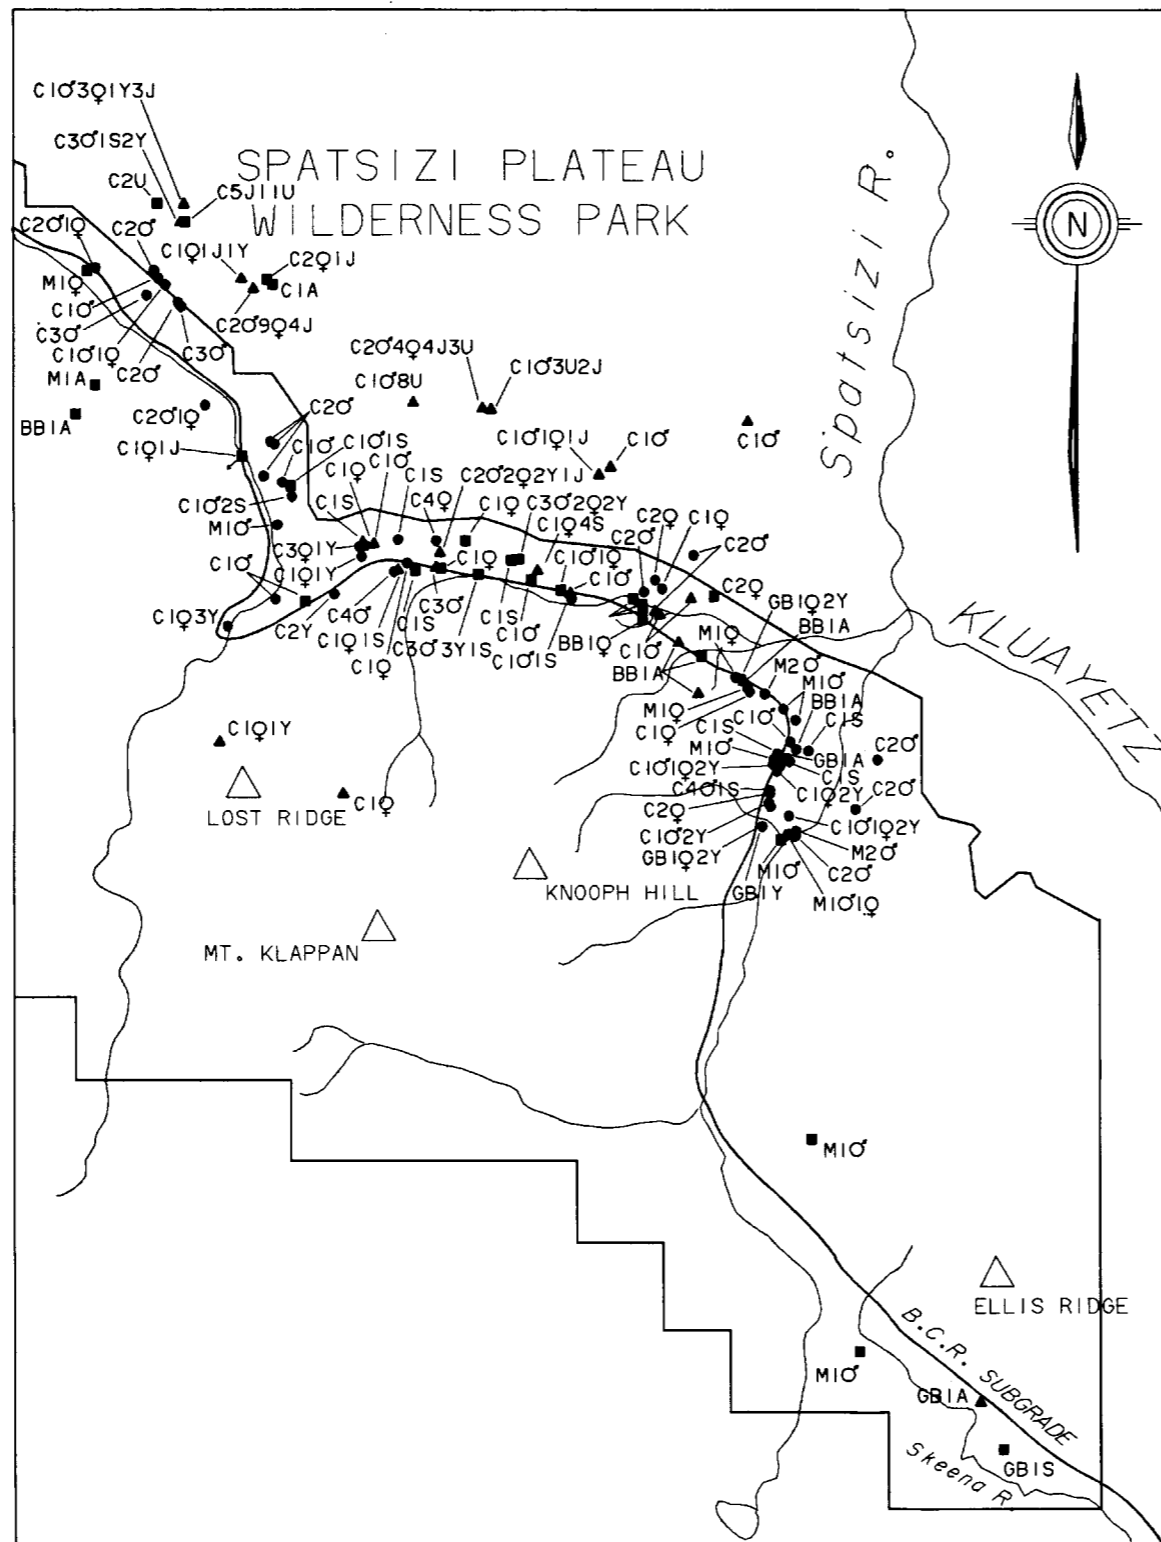 C1♂3♀1Y3J
C3♂1S2Y
SPATSIZI PLATEAU
WILDERNESS PARK
C2U
C5J11U
C2♂1♀
C2♂
C1♀1J1Y
C2♀1J
M1♀
C1A
C1♂
C3♂
C2♂9♀4J
C1♂1♀
C3♂
C2♂
M1A
BB1A
C2♂1♀
C2♂4♀4J3U
C1♂3U2J
C1♂8U
C2♂
C1♂1♀1J
C1♂
C1♂
Spatsizi R.
N
C1♀1J
C1♂
C1♂1S
C1♀
C1♂
C1S
C2♂2♀2Y1J
C1♂2S
C1S
C4♀
C1♀
C3♂2♀2Y
M1♂
C1♀4S
C2♂
C2♀
C1♀
C2♂
C3♀1Y
C1♀1Y
C1♀
C1♂1♀
C1♂
C1♂
C2♀
GB1♀2Y
BB1A
C1♀3Y
C2Y
C4♂
C1♀1S
C1♀
C1S
C3♂
C3♂3Y1S
C1S
C1♂
C1♂1S
BB1♀
C1♂
M1♀
BB1A
M2♂
M1♂
BB1A
C1S
KLUAYETZ
M1♀
C1♀
C1♂
C1S
M1♂
GB1A
C1S
C2♂
C1♂1♀2Y
C1♀2Y
C4♂1S
C2♂
C2♀
C1♂2Y
C1♂1♀2Y
GB1♀2Y
M2♂
M1♂
C2♂
GB1Y
M1♂1♀
C1♀1Y
LOST RIDGE
C1♀
KNOOPH HILL
MT. KLAPPAN
M1♂
ELLIS RIDGE
B.C.R. SUBGRADE
M1♂
GB1A
GB1S
Skeena R.